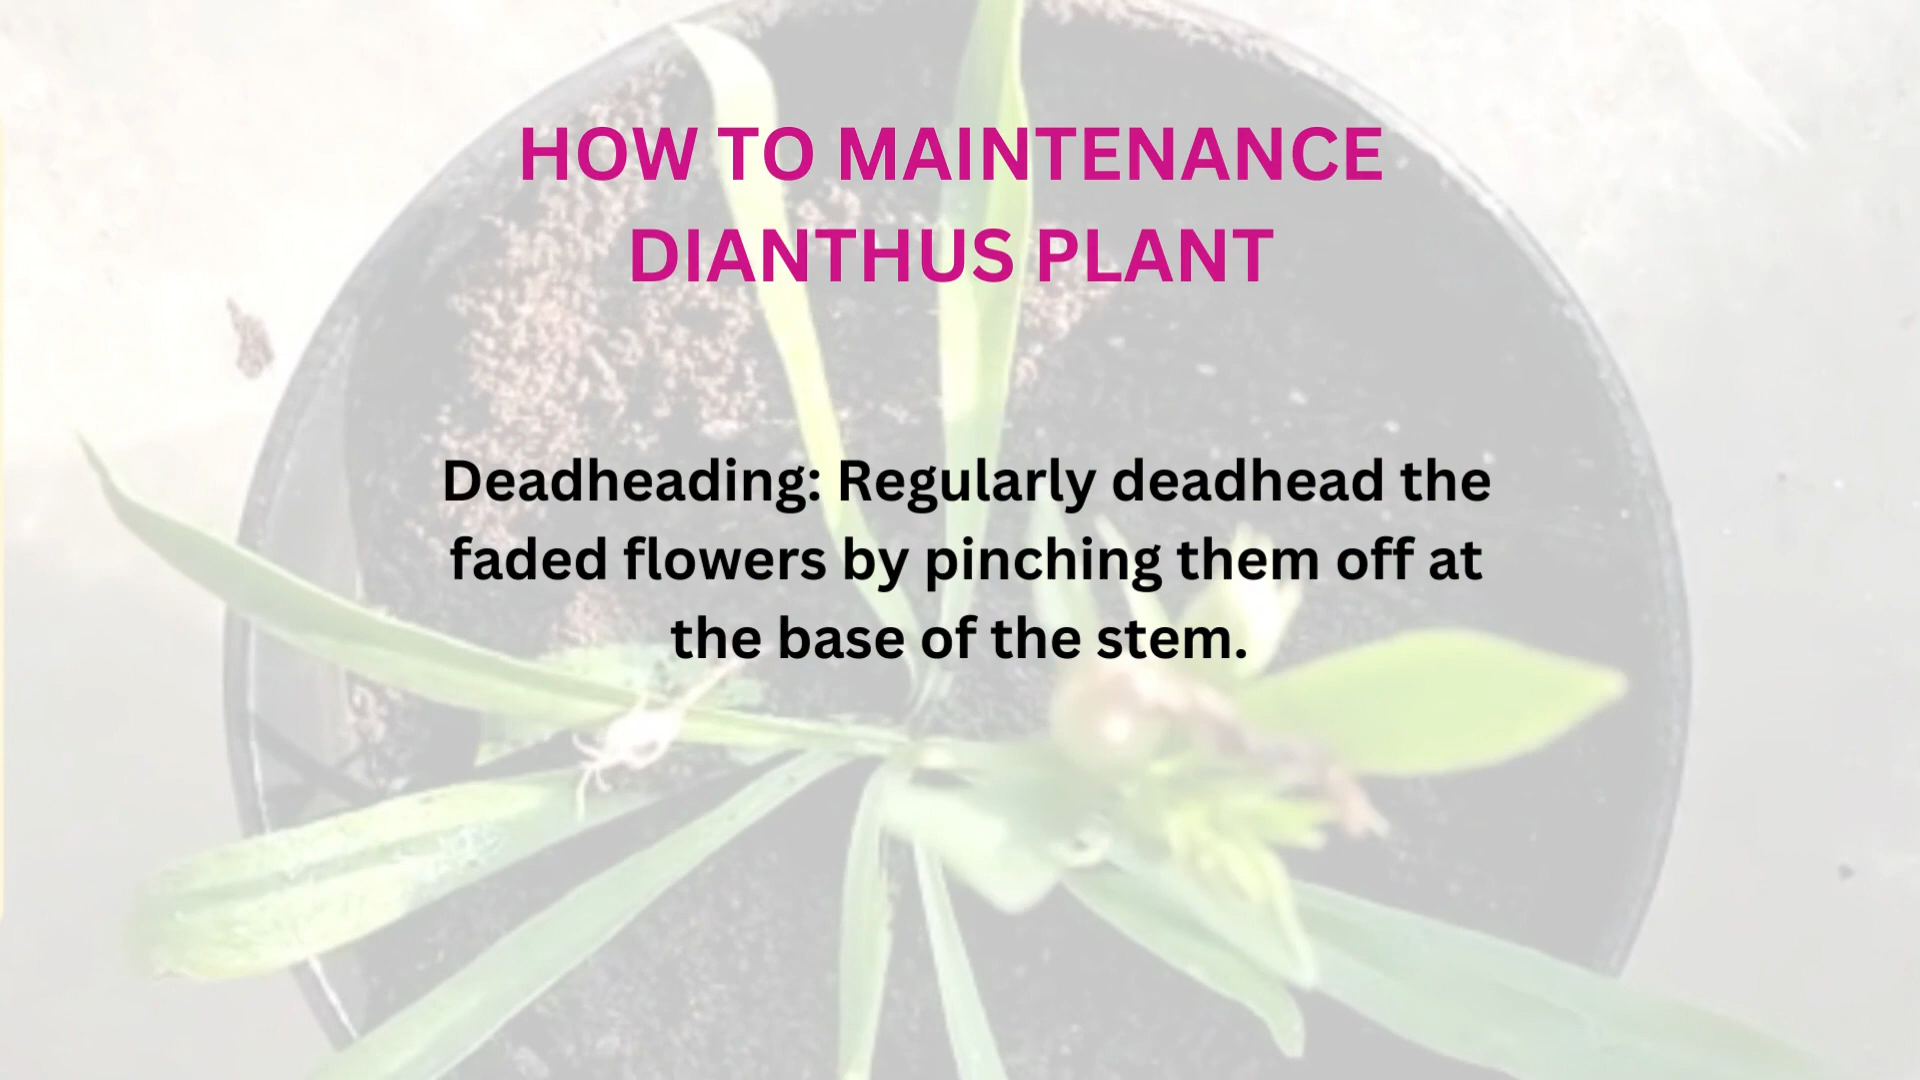 HOW TO MAINTENANCE
DIANTHUS PLANT
Deadheading: Regularly deadhead the
faded flowers by pinching them off at
the base of the stem.